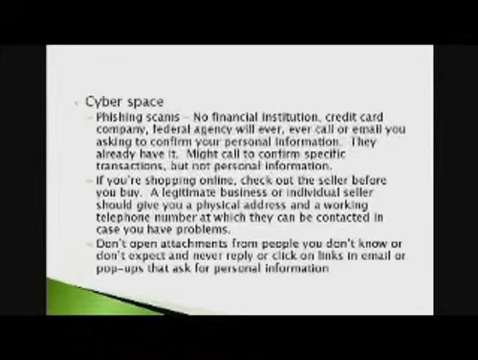 Cyber space
Phishing scams – No financial institution, credit card
company, federal agency will ever, ever call or email you
asking to confirm your personal information. They
already have it. Might call to confirm specific
transactions, but not personal information.
If you're shopping online, check out the seller before
you buy. A legitimate business or individual seller
should give you a physical address and a working
telephone number at which they can be contacted in
case you have problems.
Don't open attachments from people you don't know or
don't expect and never reply or click on links in email or
pop-ups that ask for personal information